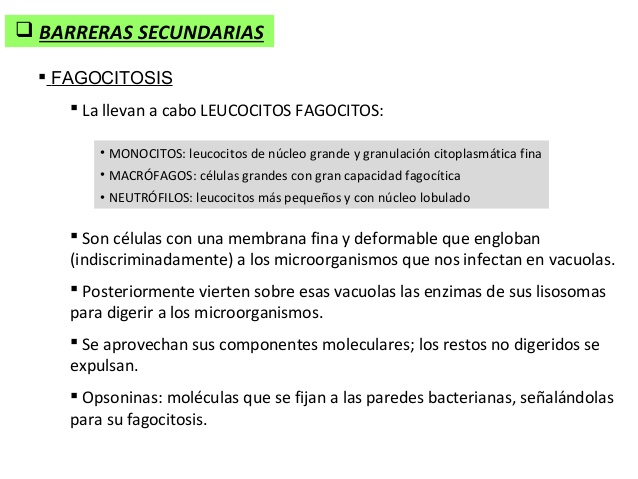 BARRERAS SECUNDARIAS
FAGOCITOSIS
La llevan a cabo LEUCOCITOS FAGOCITOS:
• MONOCITOS: leucocitos de núcleo grande y granulación citoplasmática fina
• MACRÓFAGOS: células grandes con gran capacidad fagocítica
• NEUTRÓFILOS: leucocitos más pequeños y con núcleo lobulado
Son células con una membrana fina y deformable que engloban
(indiscriminadamente) a los microorganismos que nos infectan en vacuolas.
Posteriormente vierten sobre esas vacuolas las enzimas de sus lisosomas
para digerir a los microorganismos.
Se aprovechan sus componentes moleculares; los restos no digeridos se
expulsan.
Opsoninas: moléculas que se fijan a las paredes bacterianas, señalándolas
para su fagocitosis.